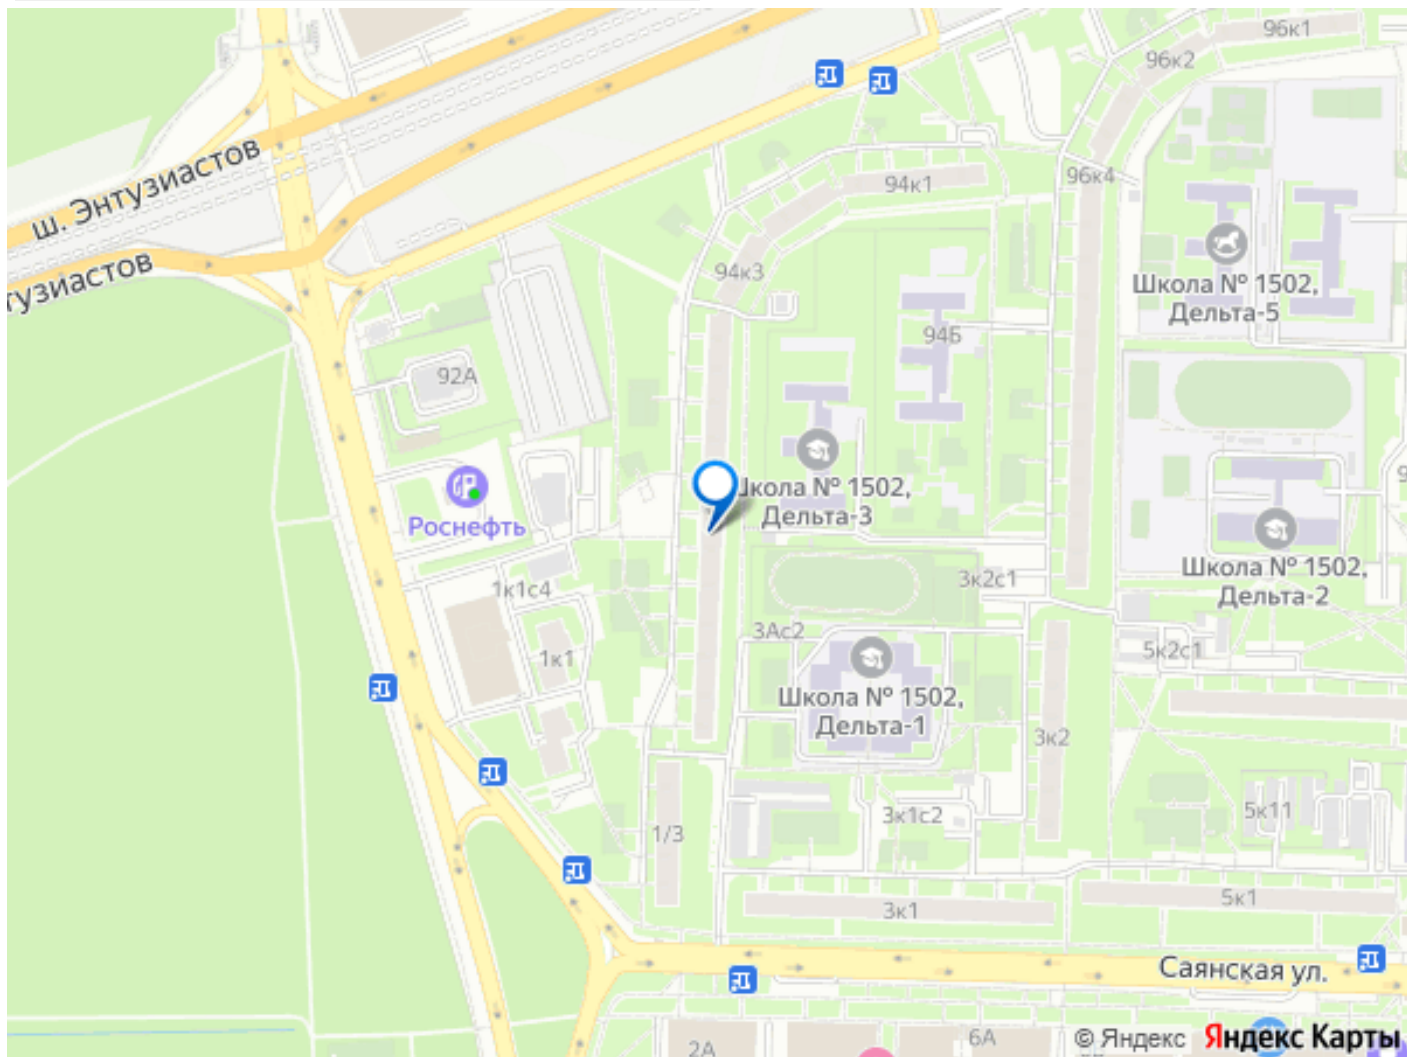 96к1
96к2
ш. Энтузиастов
94к1
96к4
тузиастов
94к3
Школа № 1502,
Дельта-5
94Б
92А
Школа № 1502,
Дельта-3
Роснефть
Школа № 1502,
Дельта-2
1к1с4
3к2с1
3Ас2
1к1
5к2с1
Школа № 1502,
Дельта-1
3к2
1/3
3к1с2
5к11
3к1
5к1
Саянская ул.
2А
6А
© Яндекс Яндекс Карты